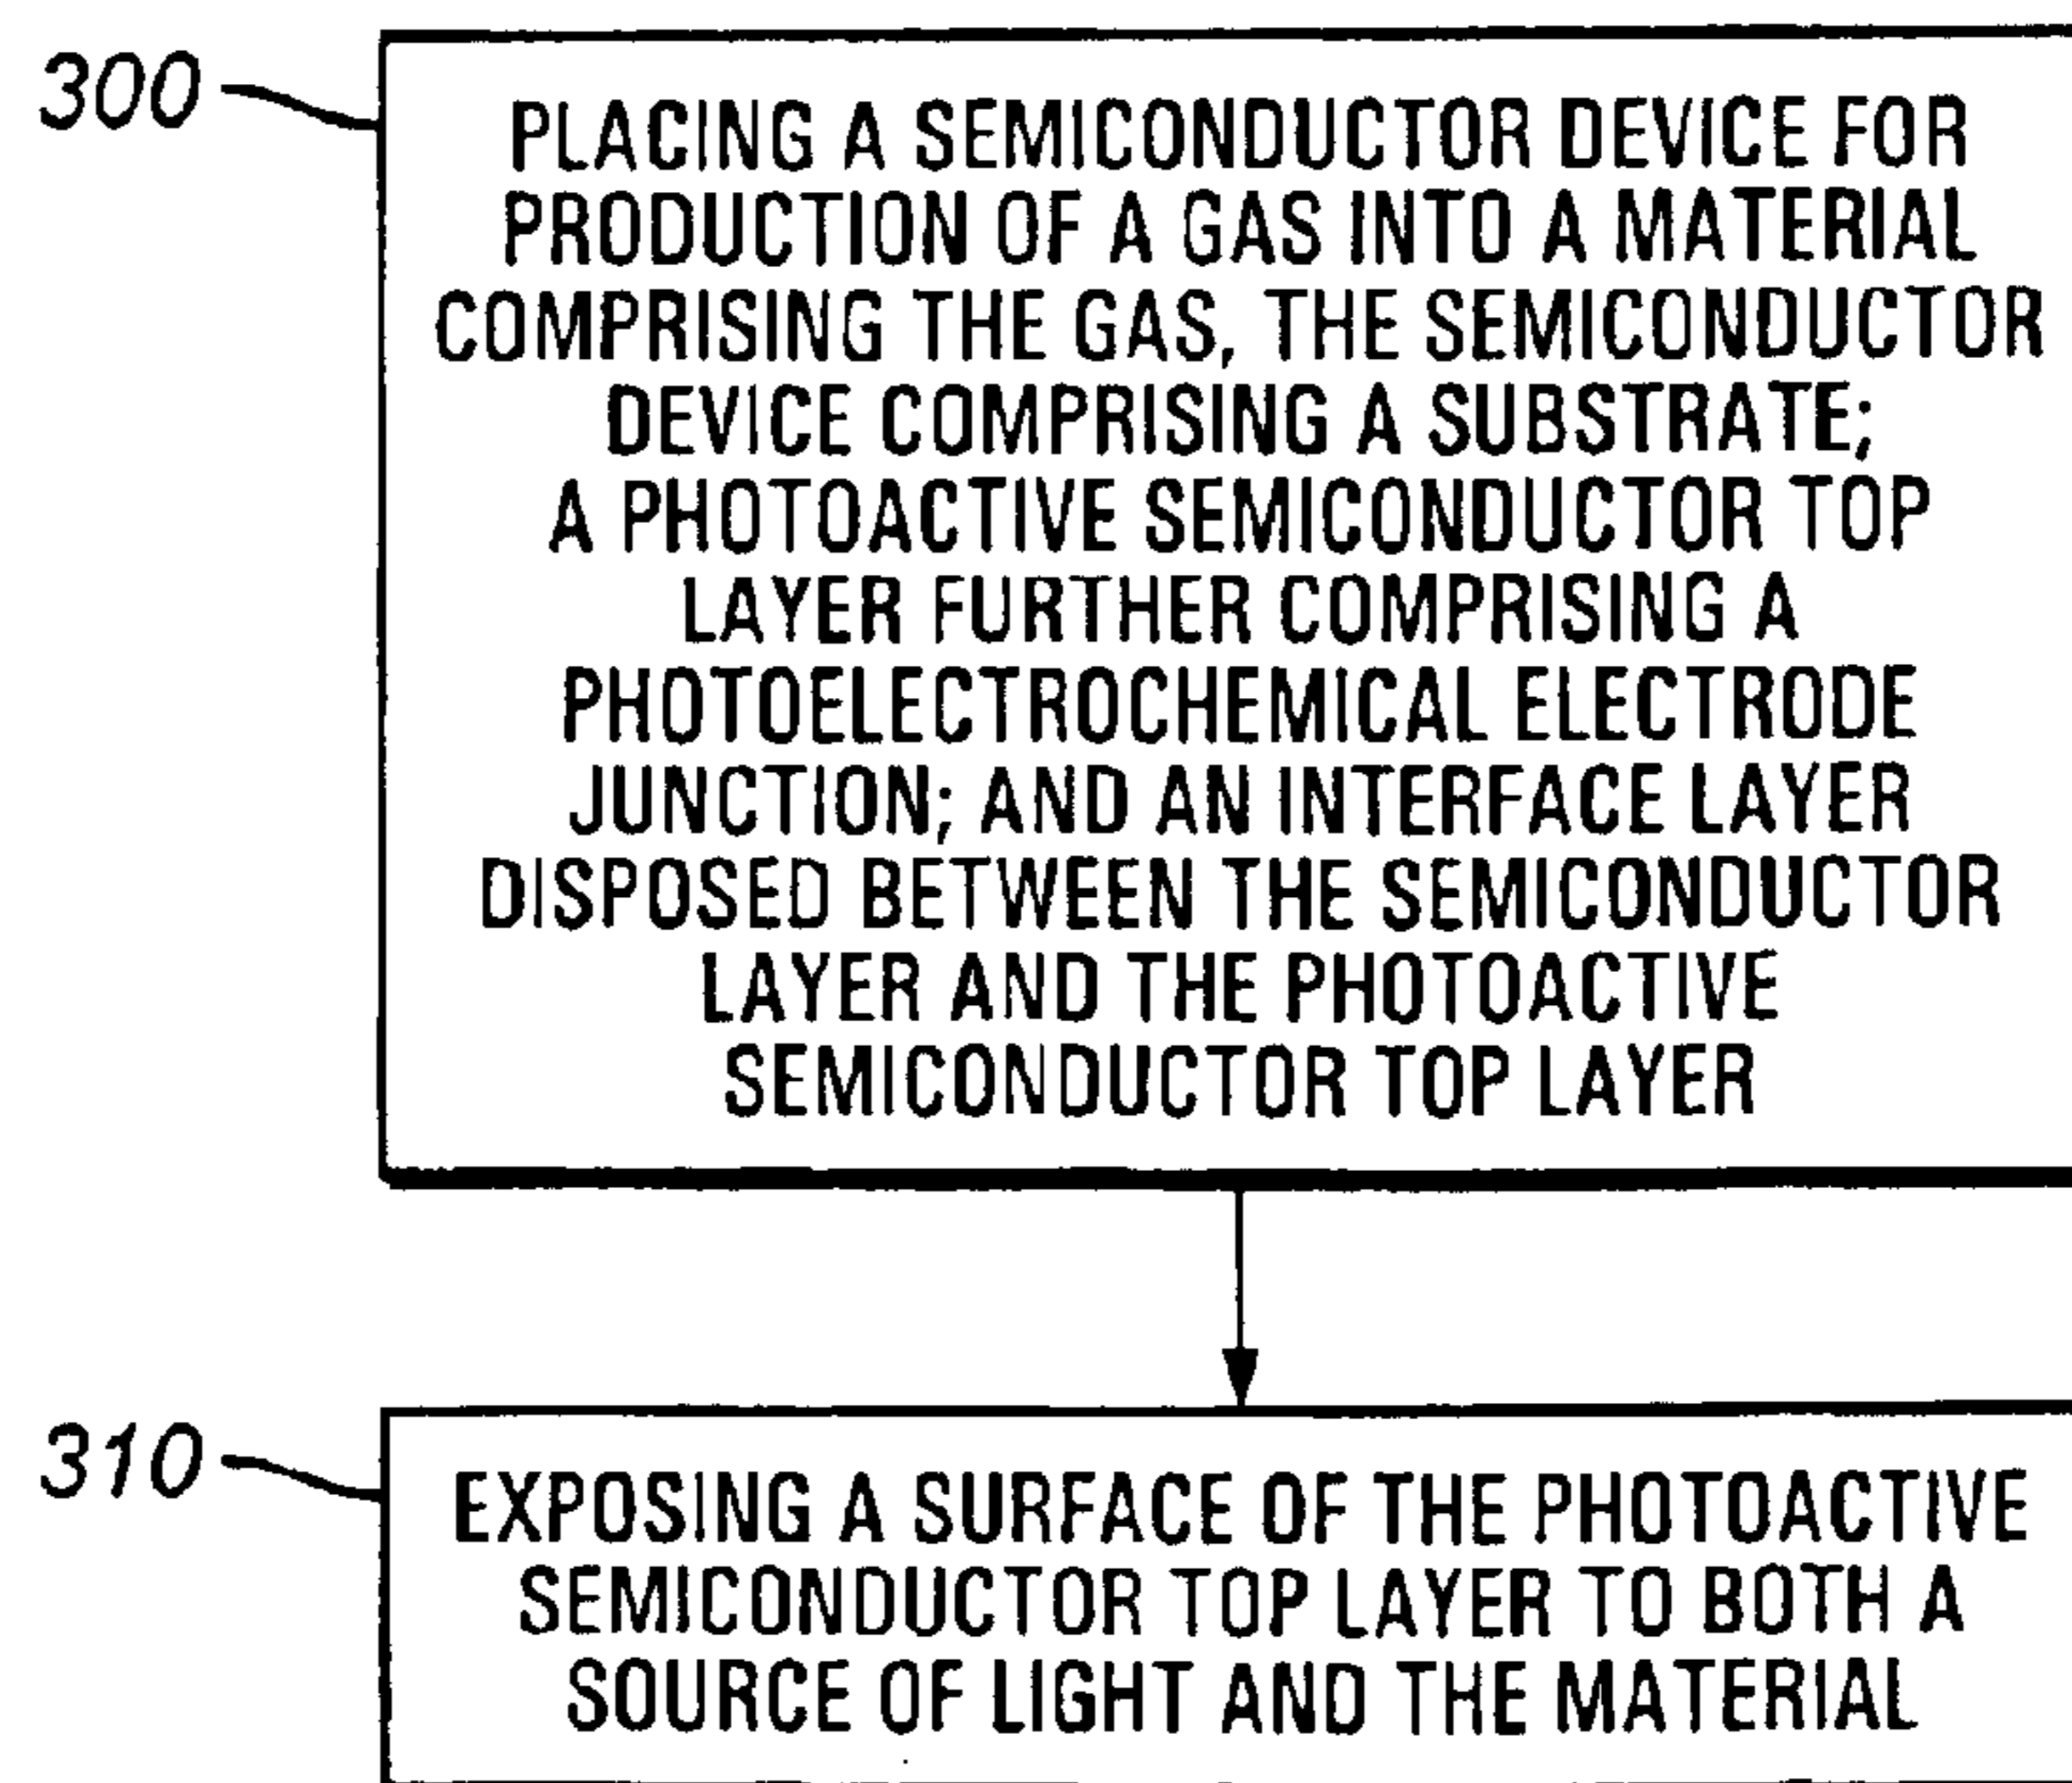 300
PLACING A SEMICONDUCTOR DEVICE FOR
PRODUCTION OF A GAS INTO A MATERIAL
COMPRISING THE GAS, THE SEMICONDUCTOR
DEVICE COMPRISING A SUBSTRATE;
A PHOTOACTIVE SEMICONDUCTOR TOP
LAYER FURTHER COMPRISING A
PHOTOELECTROCHEMICAL ELECTRODE
JUNCTION; AND AN INTERFACE LAYER
DISPOSED BETWEEN THE SEMICONDUCTOR
LAYER AND THE PHOTOACTIVE
SEMICONDUCTOR TOP LAYER
310
EXPOSING A SURFACE OF THE PHOTOACTIVE
SEMICONDUCTOR TOP LAYER TO BOTH A
SOURCE OF LIGHT AND THE MATERIAL